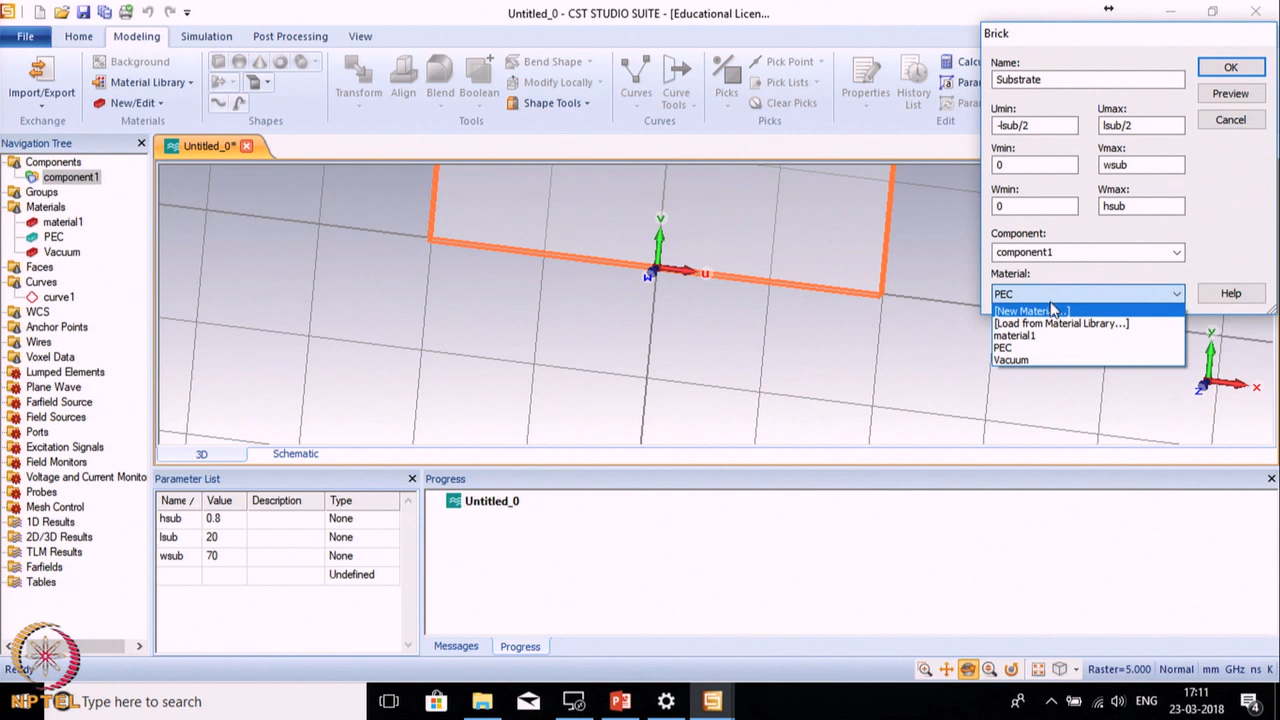 Untitled_0 - CST STUDIO SUITE - [Educational Licen...
File
Home
Modeling
Simulation
Post Processing
View
Import/Export
Exchange
Background
Material Library
New/Edit
Materials
Shapes
Transform
Align
Blend
Boolean
Bend Shape
Modify Locally
Shape Tools
Tools
Curves
Curve
Tools
Curves
Picks
Pick Point
Pick Lists
Clear Picks
Picks
Properties
History
List
Calcu
Param
Param
Edit
Navigation Tree
Components
component1
Groups
Materials
material1
PEC
Vacuum
Faces
Curves
curve1
WCS
Anchor Points
Wires
Voxel Data
Lumped Elements
Plane Wave
Farfield Source
Field Sources
Ports
Excitation Signals
Field Monitors
Voltage and Current Monito
Probes
Mesh Control
1D Results
2D/3D Results
TLM Results
Farfields
Tables
Untitled_0*
Y
u
w
Y
x
z
3D
Schematic
Brick
Name:
Substrate
OK
Preview
Cancel
Umin:
Umax:
-lsub/2
lsub/2
Vmin:
Vmax:
0
wsub
Wmin:
Wmax:
0
hsub
Component:
component1
Material:
PEC
Help
[Load from Material Library...]
material1
PEC
Vacuum
Parameter List
Name
Value
Description
Type
hsub
0.8
None
lsub
20
None
wsub
70
None
Undefined
Progress
Untitled_0
Messages
Progress
Raster=5.000
Normal
mm GHz ns K
NPTEL
Type here to search
ENG
17:11
23-03-2018
4